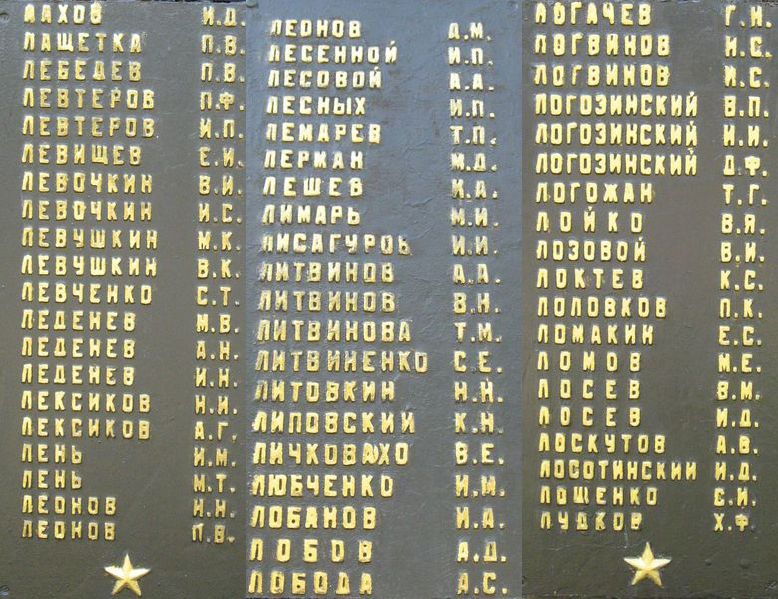 ЛАХОВ И.Д.
ЛАЩЕТКА П.В.
ЛЕБЕДЕВ П.В.
ЛЕВТЕРОВ П.Ф.
ЛЕВТЕРОВ И.П.
ЛЕВИЩЕВ Е.И.
ЛЕВОЧКИН В.И.
ЛЕВОЧКИН И.С.
ЛЕВУШКИН М.К.
ЛЕВУШКИН В.К.
ЛЕВЧЕНКО С.Т.
ЛЕДЕНЕВ М.В.
ЛЕДЕНЕВ А.Н.
ЛЕДЕНЕВ И.Н.
ЛЕКСИКОВ Н.И.
ЛЕКСИКОВ А.Г.
ЛЕНЬ И.М.
ЛЕНЬ М.Т.
ЛЕОНОВ Н.Н.
ЛЕОНОВ П.В.
ЛЕОНОВ Д.М.
ЛЕСЕННОЙ И.П.
ЛЕСОВОЙ А.А.
ЛЕСНЫХ И.П.
ЛЕМАРЕВ Т.П.
ЛЕРМАН М.Д.
ЛЕШЕВ И.А.
ЛИМАРЬ М.И.
ЛИСАГУРОВ И.И.
ЛИТВИНОВ А.А.
ЛИТВИНОВ В.Н.
ЛИТВИНОВА Т.М.
ЛИТВИНЕНКО С.Е.
ЛИТОВКИН Н.Н.
ЛИПОВСКИЙ К.Н.
ЛИЧКОВАХО В.Е.
ЛЮБЧЕНКО И.М.
ЛОБАНОВ И.А.
ЛОБОВ А.Д.
ЛОБОДА А.С.
ЛОГАЧЕВ Г.И.
ЛОГВИНОВ И.С.
ЛОГВИНОВ И.С.
ЛОГОЗИНСКИЙ В.П.
ЛОГОЗИНСКИЙ И.И.
ЛОГОЗИНСКИЙ Д.Ф.
ЛОГОЖАН Т.Г.
ЛОЙКО В.Я.
ЛОЗОВОЙ В.И.
ЛОКТЕВ К.С.
ЛОЛОВКОВ П.К.
ЛОМАКИН Е.С.
ЛОМОВ М.Е.
ЛОСЕВ В.М.
ЛОСЕВ И.Д.
ЛОСКУТОВ А.В.
ЛОСОТИНСКИЙ И.Д.
ЛОЩЕНКО С.И.
ЛУДКОВ Х.Ф